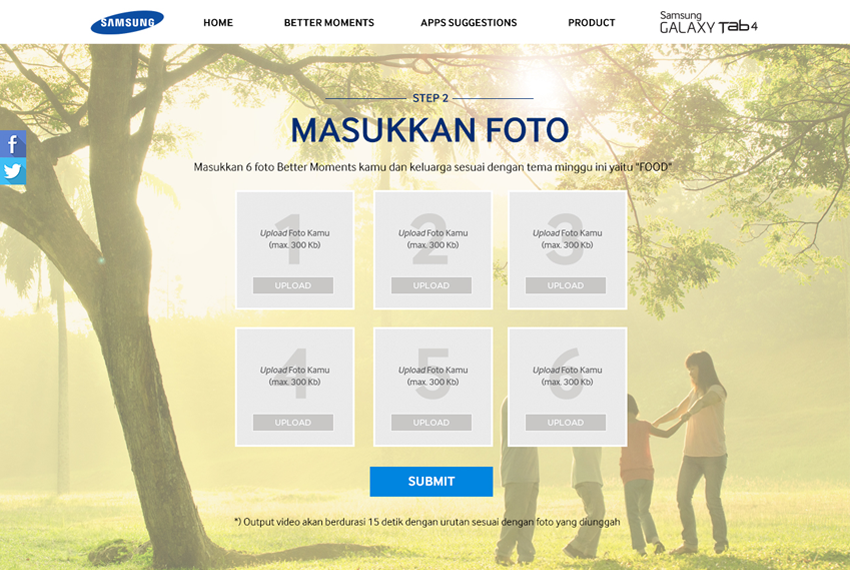 SAMSUNG
HOME
BETTER MOMENTS
APPS SUGGESTIONS
PRODUCT
Samsung
GALAXY Tab 4
STEP 2
MASUKKAN FOTO
Masukkan 6 foto Better Moments kamu dan keluarga sesuai dengan tema minggu ini yaitu "FOOD"
f
1
Upload Foto Kamu
(max. 300 Kb)
UPLOAD
2
Upload Foto Kamu
(max. 300 Kb)
UPLOAD
3
Upload Foto Kamu
(max. 300 Kb)
UPLOAD
4
Upload Foto Kamu
(max. 300 Kb)
UPLOAD
5
Upload Foto Kamu
(max. 300 Kb)
UPLOAD
6
Upload Foto Kamu
(max. 300 Kb)
UPLOAD
SUBMIT
*) Output video akan berdurasi 15 detik dengan urutan sesuai dengan foto yang diunggah